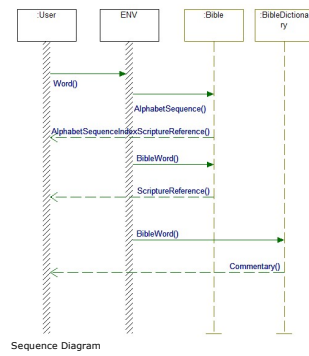 :User
ENV
:Bible
:BibleDictiona
ry
Word()
AlphabetSequence()
AlphabetSequenceIndexScriptureReference()
BibleWord()
ScriptureReference()
BibleWord()
Commentary()
Sequence Diagram